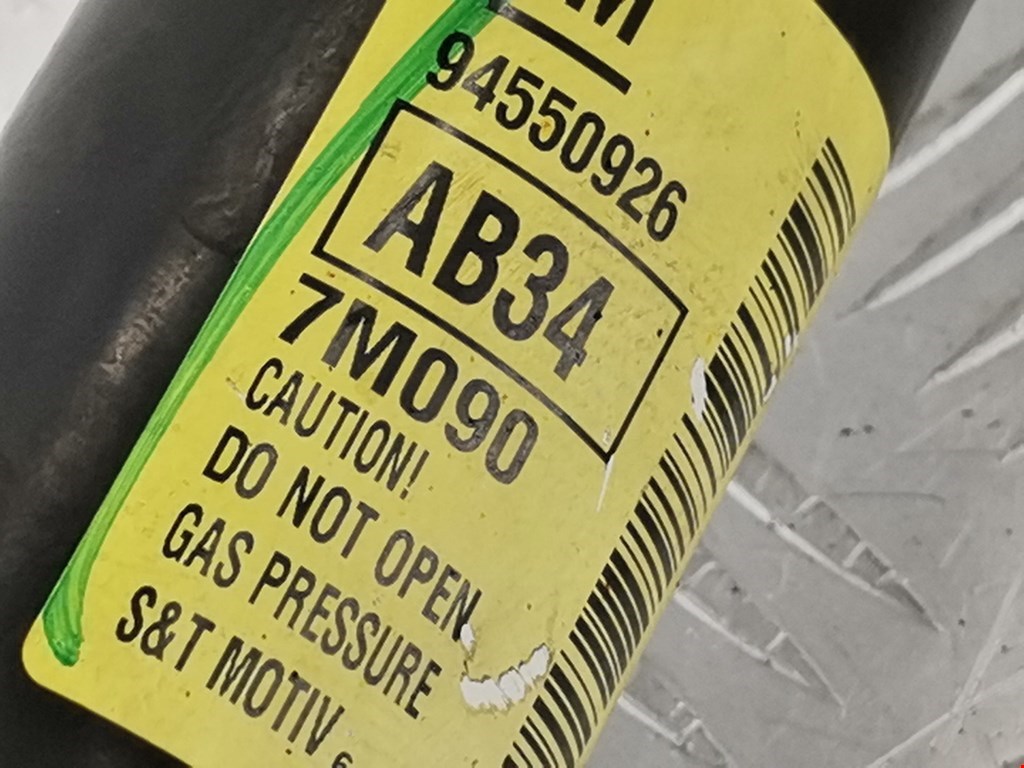 94550926
AB34
7M090
CAUTION!
DO NOT OPEN
GAS PRESSURE
S&T MOTIV